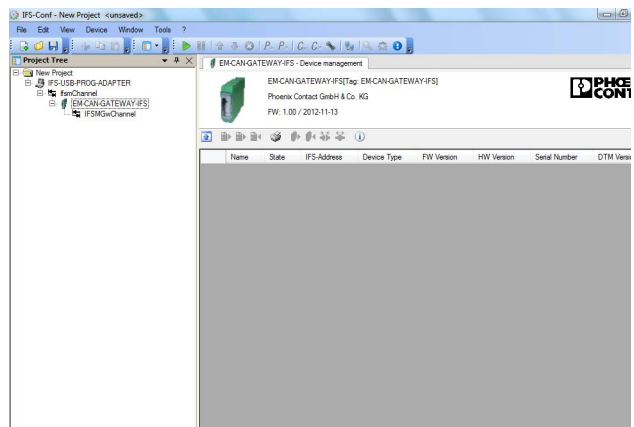 IFS-Conf - New Project <unsaved>
File Edit View Device Window Tools ?
Project Tree
New Project
IFS-USB-PROG-ADAPTER
IfsmChannel
EM-CAN-GATEWAY-IFS
IFSMGwChannel
EM-CAN-GATEWAY-IFS - Device management
EM-CAN-GATEWAY-IFS[Tag: EM-CAN-GATEWAY-IFS]
Phoenix Contact GmbH & Co. KG
FW: 1.00 / 2012-11-13
PHŒ
CONT
Name State IFS-Address Device Type FW Version HW Version Serial Number DTM Versi